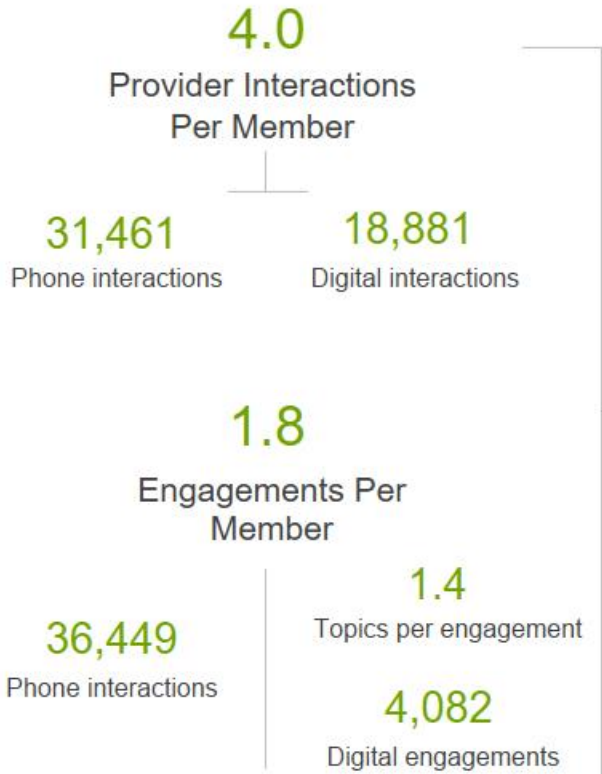 4.0
Provider Interactions
Per Member
31,461
Phone interactions
18,881
Digital interactions
1.8
Engagements Per
Member
36,449
Phone interactions
1.4
Topics per engagement
4,082
Digital engagements